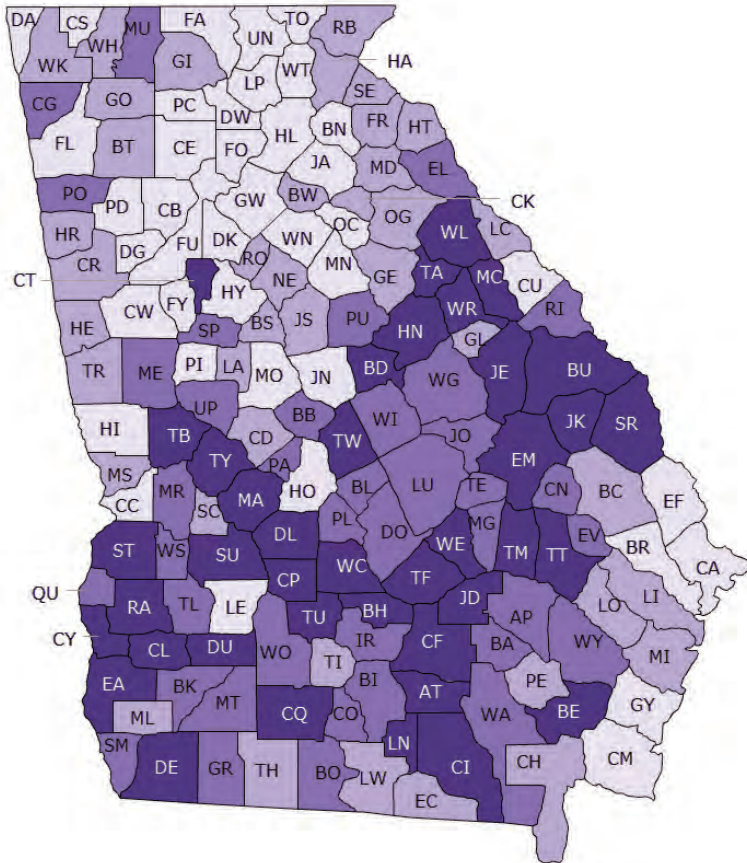 DA CS FA TO
MU UN RB
WH
WK GI HA
LP WT
SE
CG GO PC
DW BN FR HT
FL BT CE FO HL
JA MD EL
PO
PD CB GW BW CK
OG
HR OC WL LC
DG FU DK WN
CR RO
CT MN GE TA MC CU
NE
HY
CW FY WR RI
HE SP BS JS PU HN
GL
TR ME PI LA MO JN BD JE BU
WG
UP
BB WI
HI TB CD TW JO JK SR
TY PA EM
MS HO BL LU TE CN BC
MR MA EF
CC SC PL
DO MG
ST WS SU DL WE TM TT EV BR
CA
QU CP WC TF
RA TL LE JD LI
LO
TU BH AP
CY CL DU WO IR CF BA WY
TI MI
EA BK BI PE
MT AT
ML CQ CO WA BE GY
SM LN
DE GR TH BO LW CI CH CM
EC